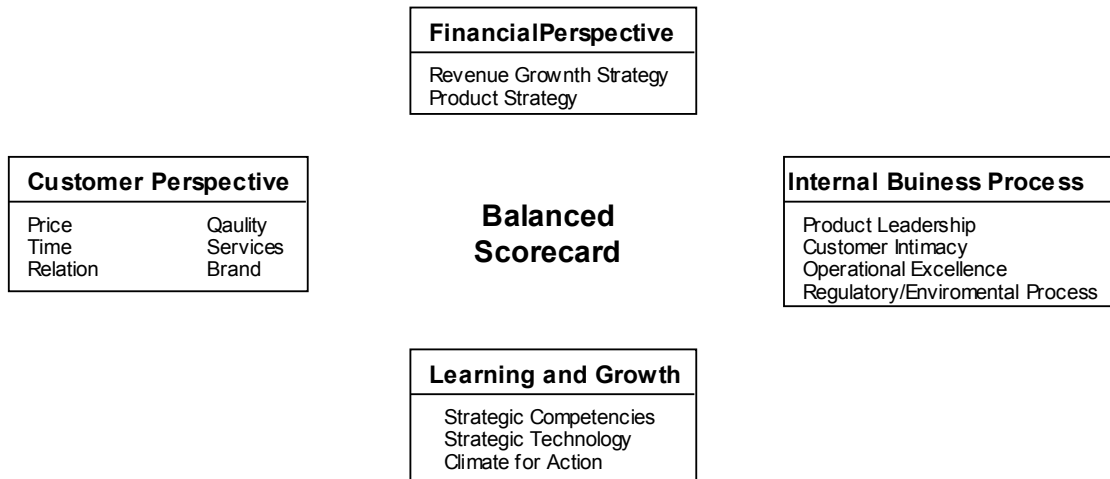 FinancialPerspective
Revenue Grownth Strategy
Product Strategy
Customer Perspective
Price Qaulity
Time Services
Relation Brand
Balanced
Scorecard
Internal Buiness Process
Product Leadership
Customer Intimacy
Operational Excellence
Regulatory/Enviromental Process
Learning and Growth
Strategic Competencies
Strategic Technology
Climate for Action